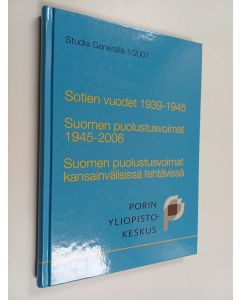 Studia Generalia 1/2007
Sotien vuodet 1939-1945
Suomen puolustusvoimat
1945-2006
Suomen puolustusvoimat
kansainvälisissä tehtävissä
PORIN
YLIOPISTO-
KESKUS